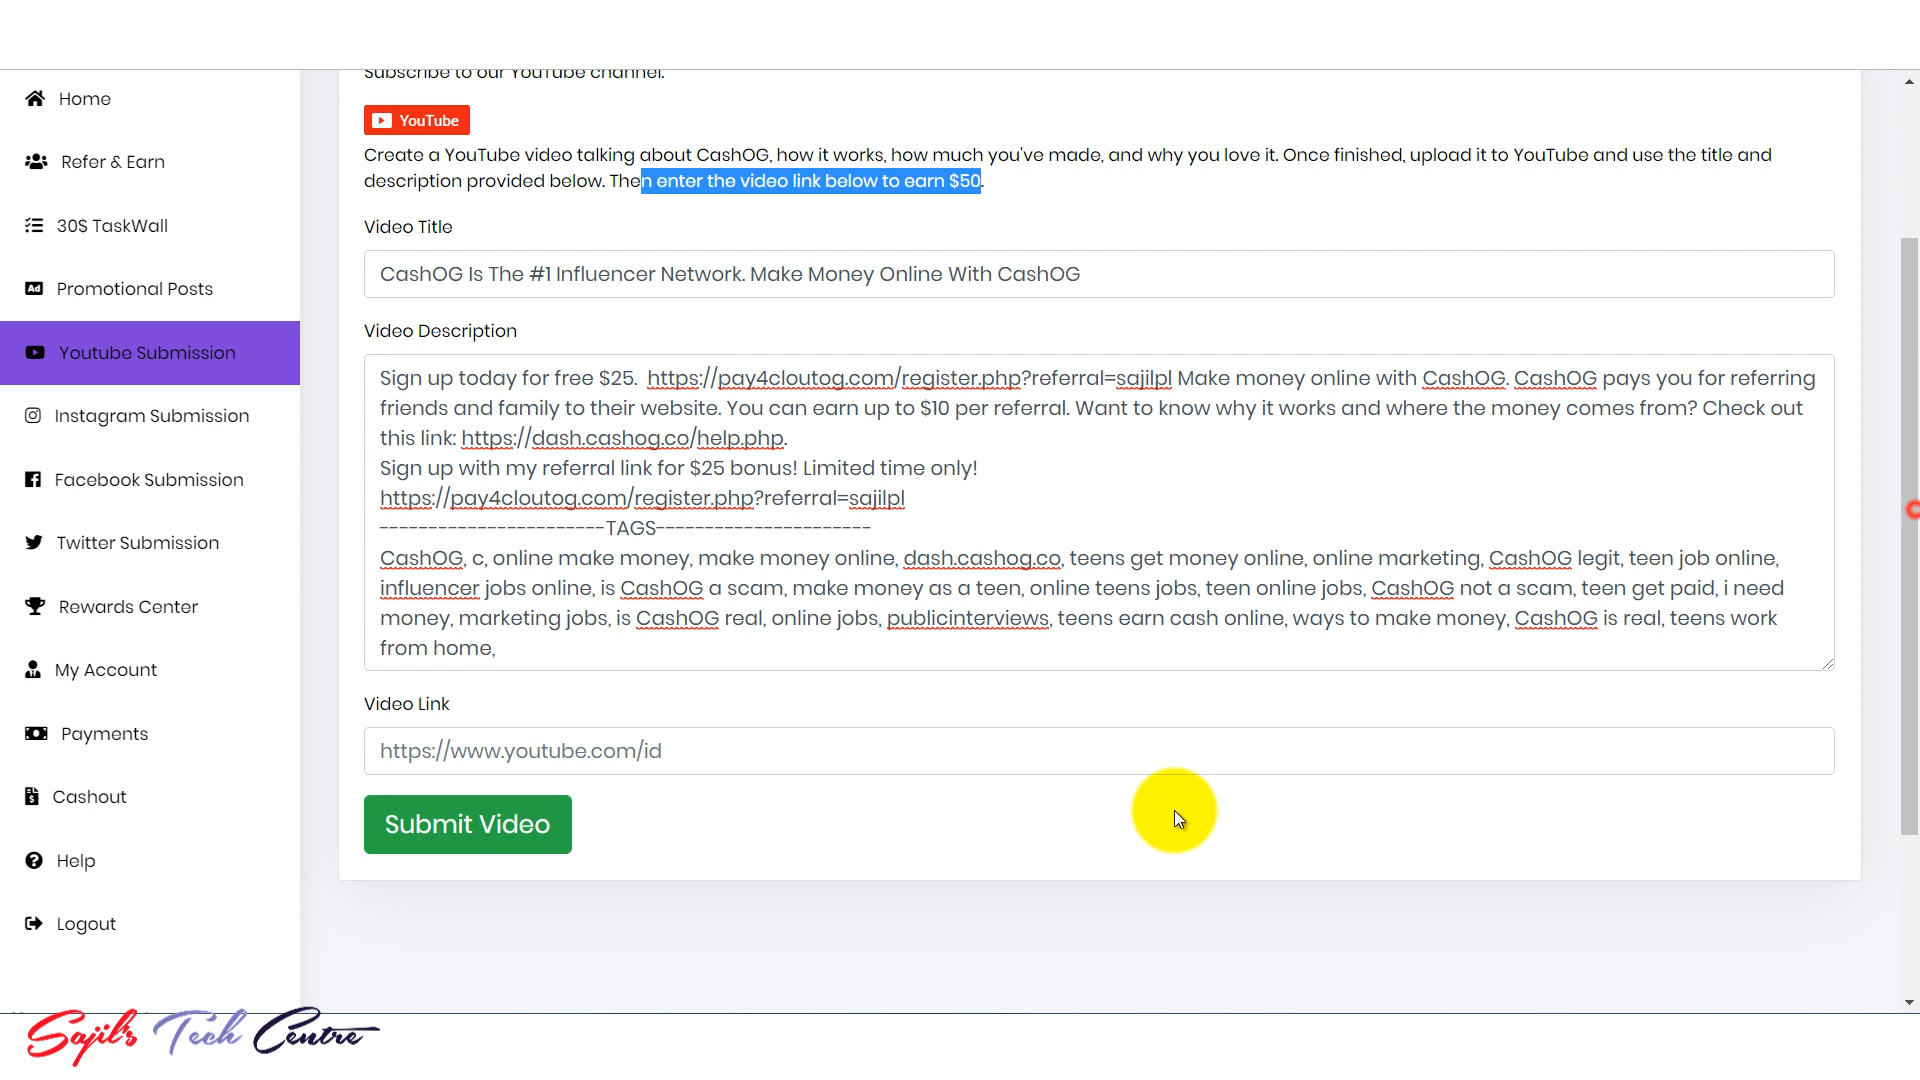 Home
Refer & Earn
30$ TaskWall
Ad Promotional Posts
Youtube Submission
Instagram Submission
Facebook Submission
Twitter Submission
Rewards Center
My Account
Payments
Cashout
Help
Logout
Subscribe to our YouTube channel.
YouTube
Create a YouTube video talking about CashOG, how it works, how much you've made, and why you love it. Once finished, upload it to YouTube and use the title and
description provided below. Then enter the video link below to earn $50.
Video Title
CashOG Is The #1 Influencer Network. Make Money Online With CashOG
Video Description
Sign up today for free $25. https://pay4cloutog.com/register.php?referral=sajilpl Make money online with CashOG. CashOG pays you for referring
friends and family to their website. You can earn up to $10 per referral. Want to know why it works and where the money comes from? Check out
this link: https://dash.cashog.co/help.php.
Sign up with my referral link for $25 bonus! Limited time only!
https://pay4cloutog.com/register.php?referral=sajilpl
-----------------------TAGS----------------------
CashOG, c, online make money, make money online, dash.cashog.co, teens get money online, online marketing, CashOG legit, teen job online,
influencer jobs online, is CashOG a scam, make money as a teen, online teens jobs, teen online jobs, CashOG not a scam, teen get paid, i need
money, marketing jobs, is CashOG real, online jobs, publicinterviews, teens earn cash online, ways to make money, CashOG is real, teens work
from home,
Video Link
https://www.youtube.com/id
Submit Video
Sajil's Tech Centre